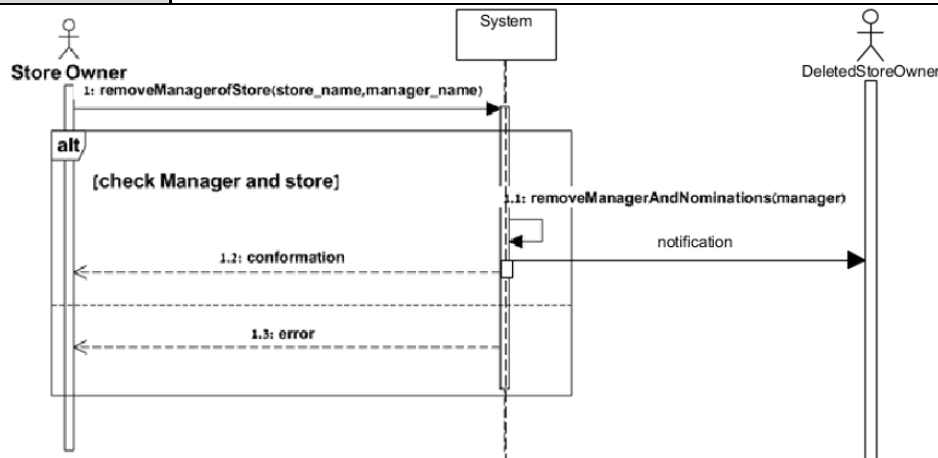 System
Store Owner
DeletedStoreOwner
1: removeManagerofStore(store_name,manager_name)
alt
[check Manager and store]
1.1: removeManagerAndNominations(manager)
notification
1.2: conformation
1.3: error